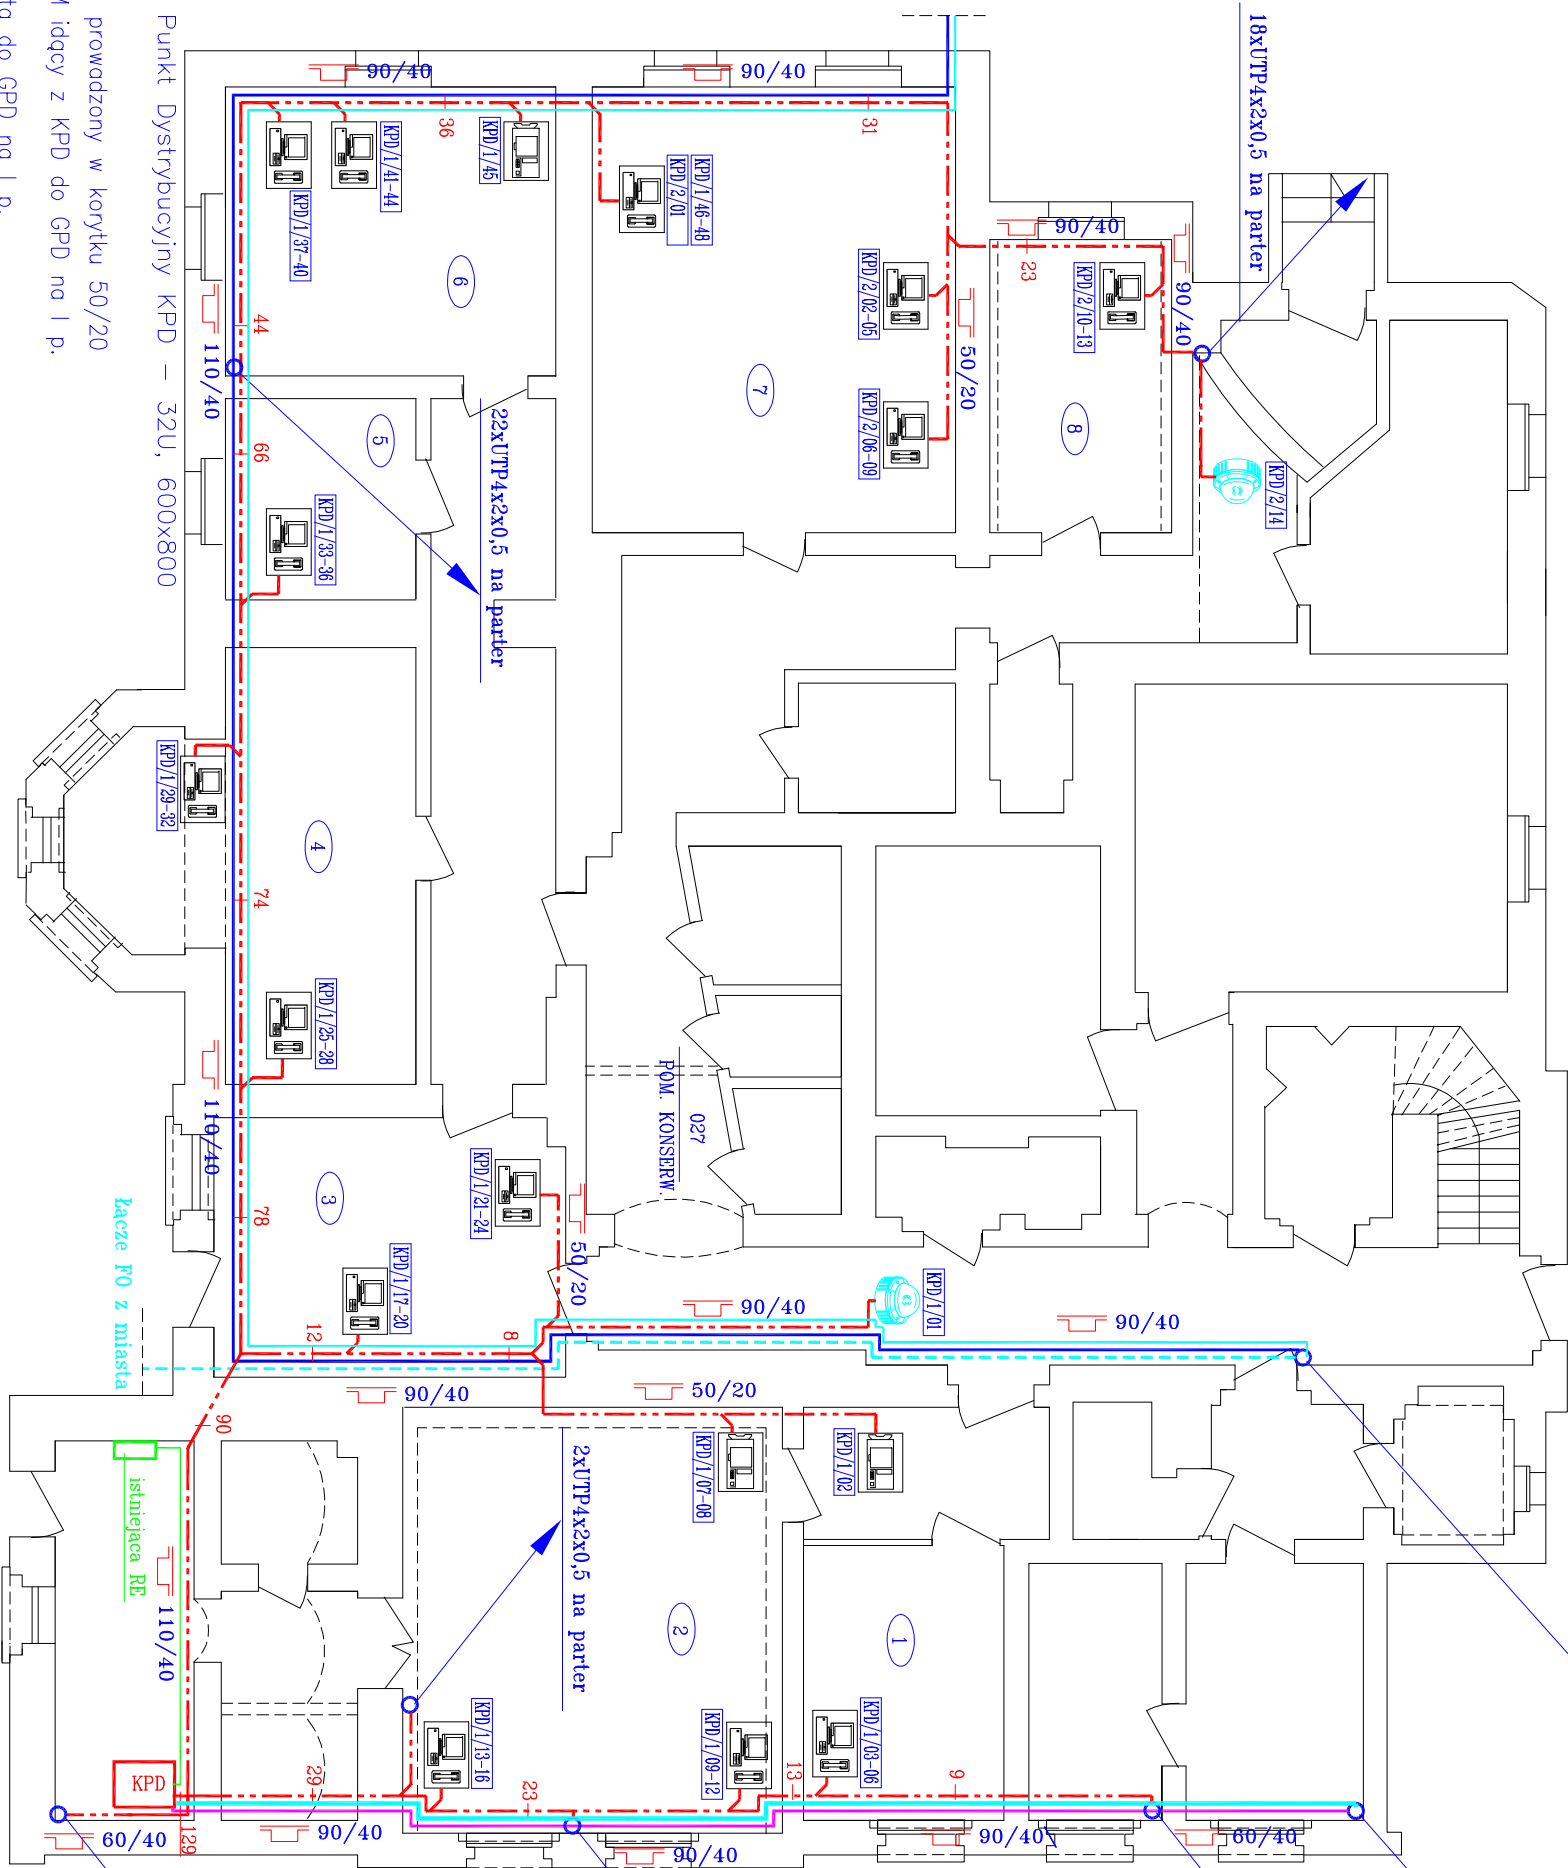 18xUTP4x2x0,5 na parter
90/40
90/40
90/40
90/40
36
31
23
KPD/1/37-40
KPD/1/41-44
KPD/1/45
KPD/1/46-48
KPD/2/01
KPD/2/02-05
KPD/2/06-09
KPD/2/10-13
KPD/2/14
50/20
6
7
8
5
44
110/40
66
22xUTP4x2x0,5 na parter
KPD/1/33-36
Punkt Dystrybucyjny KPD - 32U, 600x800
prowadzony w korytku 50/20
idący z KPD do GPD na I p.
do GPD na I p.
KPD/1/29-32
4
74
KPD/1/25-28
110/40
027
POM. KONSERW.
3
78
KPD/1/21-24
KPD/1/17-20
50/20
12
8
90/40
KPD/1/01
90/40
Łącze FO z miasta
90
90/40
50/20
KPD/1/07-08
KPD/1/02
istniejąca RE
110/40
2xUTP4x2x0,5 na parter
2
1
KPD/1/13-16
KPD/1/09-12
KPD/1/03-06
KPD
29
23
13
9
129
60/40
90/40
90/40
90/40
60/40